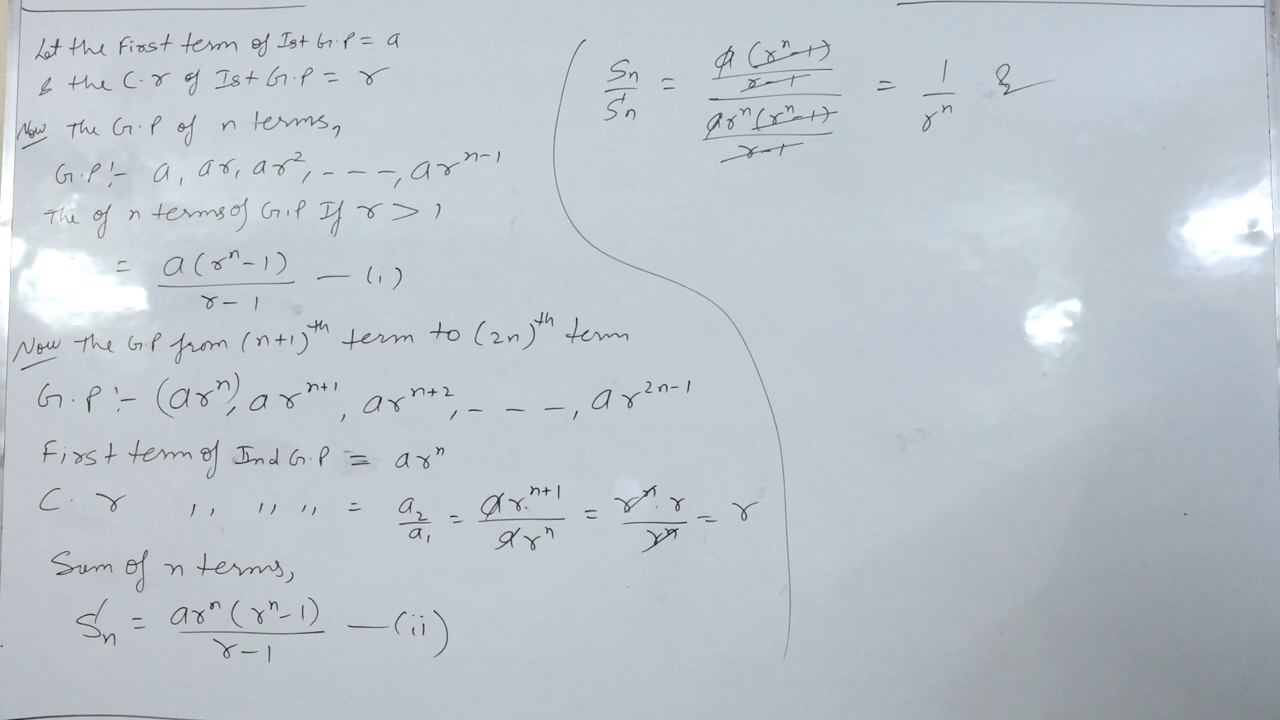 Let the First term of Ist G.P = a
& the C.r of Ist G.P = r
Now The G.P of n terms,
G.P:- a, ar, ar², - - -, arⁿ⁻¹
The of n terms of G.P If r > 1
= a(rⁿ-1)/r-1 — (i)
Now The G.P from (n+1)ᵗʰ term to (2n)ᵗʰ term
G.P:- (arⁿ), arⁿ⁺¹, arⁿ⁺², - - -, ar²ⁿ⁻¹
First term of IInd G.P = arⁿ
C. r ,, ,, ,, = a₂/a₁ = arⁿ⁺¹/arⁿ = rⁿ.r/rⁿ = r
Sum of n terms,
S'ₙ = arⁿ(rⁿ-1)/r-1 — (ii)
Sₙ/S'ₙ = (a(rⁿ-1)/r-1)/(arⁿ(rⁿ-1)/r-1) = 1/rⁿ